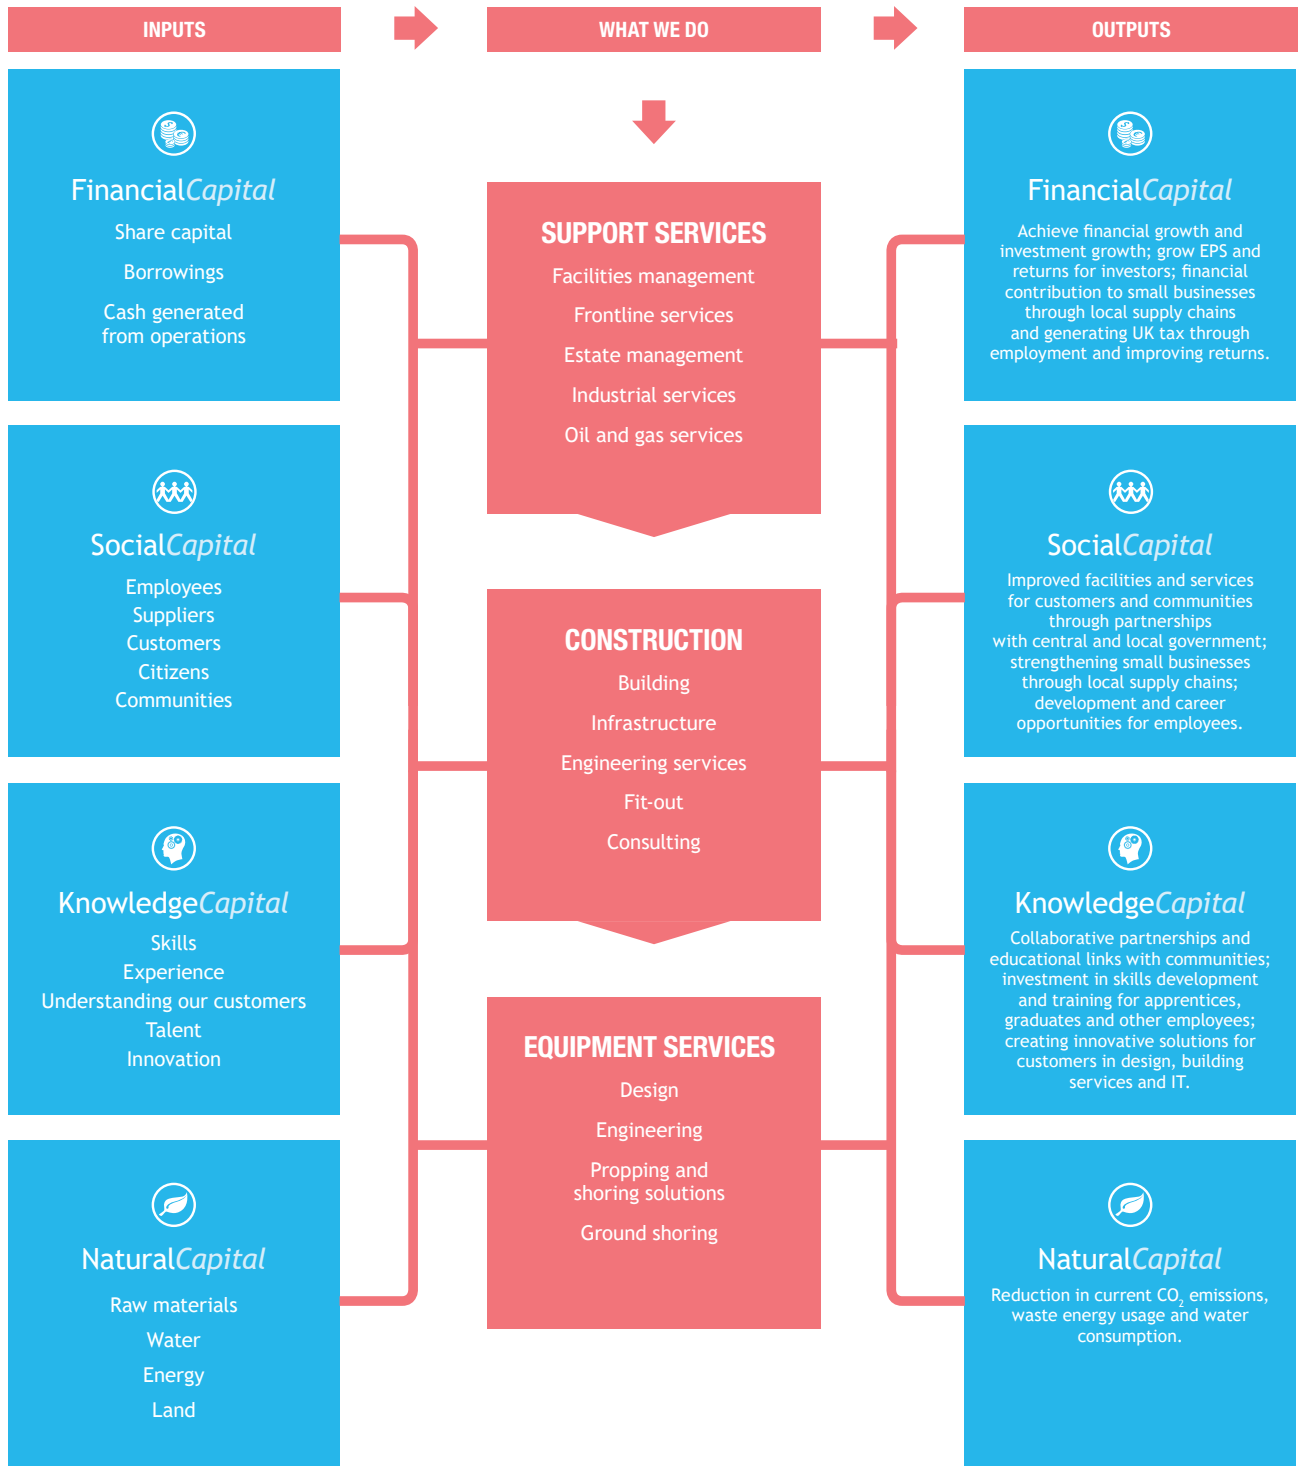 INPUTS
WHAT WE DO
OUTPUTS
FinancialCapital
Share capital
Borrowings
Cash generated
from operations
SocialCapital
Employees
Suppliers
Customers
Citizens
Communities
KnowledgeCapital
Skills
Experience
Understanding our customers
Talent
Innovation
NaturalCapital
Raw materials
Water
Energy
Land
SUPPORT SERVICES
Facilities management
Frontline services
Estate management
Industrial services
Oil and gas services
CONSTRUCTION
Building
Infrastructure
Engineering services
Fit-out
Consulting
EQUIPMENT SERVICES
Design
Engineering
Propping and
shoring solutions
Ground shoring
FinancialCapital
Achieve financial growth and
investment growth; grow EPS and
returns for investors; financial
contribution to small businesses
through local supply chains
and generating UK tax through
employment and improving returns.
SocialCapital
Improved facilities and services
for customers and communities
through partnerships
with central and local government;
strengthening small businesses
through local supply chains;
development and career
opportunities for employees.
KnowledgeCapital
Collaborative partnerships and
educational links with communities;
investment in skills development
and training for apprentices,
graduates and other employees;
creating innovative solutions for
customers in design, building
services and IT.
NaturalCapital
Reduction in current CO₂ emissions,
waste energy usage and water
consumption.